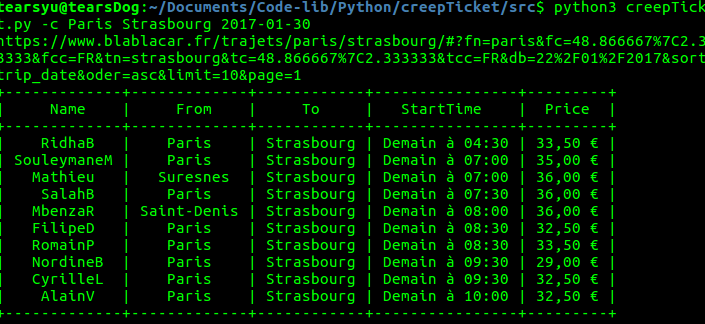 tearsyu@tearsDog:~/Documents/Code-lib/Python/creepTicket/src$ python3 creepTick
t.py -c Paris Strasbourg 2017-01-30
https://www.blablacar.fr/trajets/paris/strasbourg/#?fn=paris&fc=48.866667%7C2.3
33333&fcc=FR&tn=strasbourg&tc=48.866667%7C2.333333&tcc=FR&db=22%2F01%2F2017&sort
trip_date&oder=asc&limit=10&page=1
+--------------+-------------+------------+----------------+---------+
|     Name     |     From    |     To     |   StartTime    |  Price  |
+--------------+-------------+------------+----------------+---------+
|    RidhaB    |    Paris    | Strasbourg | Demain à 04:30 | 33,50 € |
| SouleymaneM |    Paris    | Strasbourg | Demain à 07:00 | 35,00 € |
|   Mathieu    |   Suresnes  | Strasbourg | Demain à 07:00 | 36,00 € |
|    SalahB    |    Paris    | Strasbourg | Demain à 07:30 | 36,00 € |
|   MbenzaR    | Saint-Denis | Strasbourg | Demain à 08:00 | 36,00 € |
|   FilipeD    |    Paris    | Strasbourg | Demain à 08:30 | 32,50 € |
|   RomainP    |    Paris    | Strasbourg | Demain à 08:30 | 33,50 € |
|   NordineB   |    Paris    | Strasbourg | Demain à 09:30 | 29,00 € |
|   CyrilleL   |    Paris    | Strasbourg | Demain à 09:30 | 32,50 € |
|    AlainV    |    Paris    | Strasbourg | Demain à 10:00 | 32,50 € |
+--------------+-------------+------------+----------------+---------+